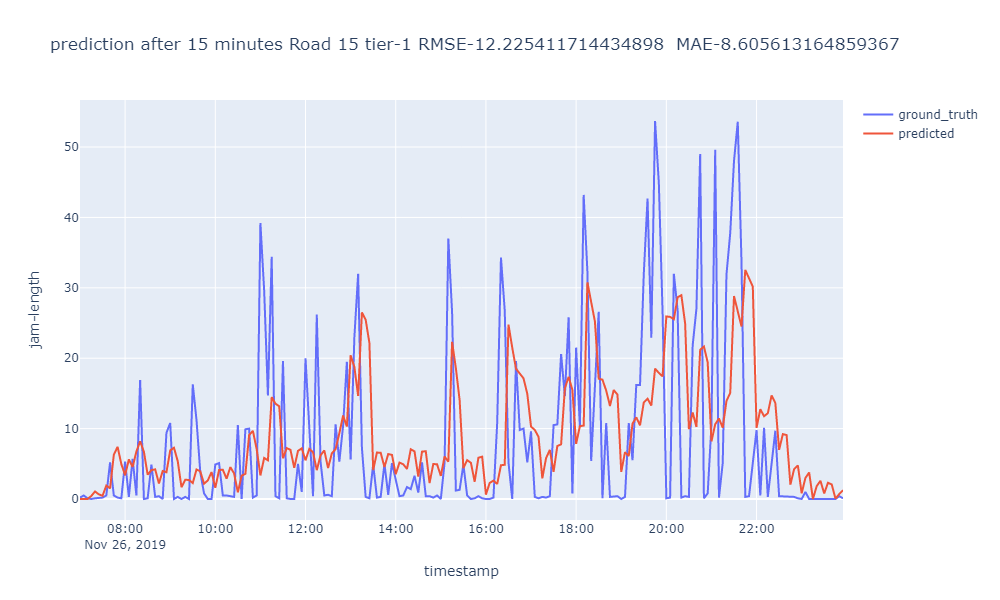 prediction after 15 minutes Road 15 tier-1 RMSE-12.225411714434898  MAE-8.605613164859367
ground_truth
predicted
jam-length
50
40
30
20
10
0
08:00 10:00 12:00 14:00 16:00 18:00 20:00 22:00
Nov 26, 2019
timestamp